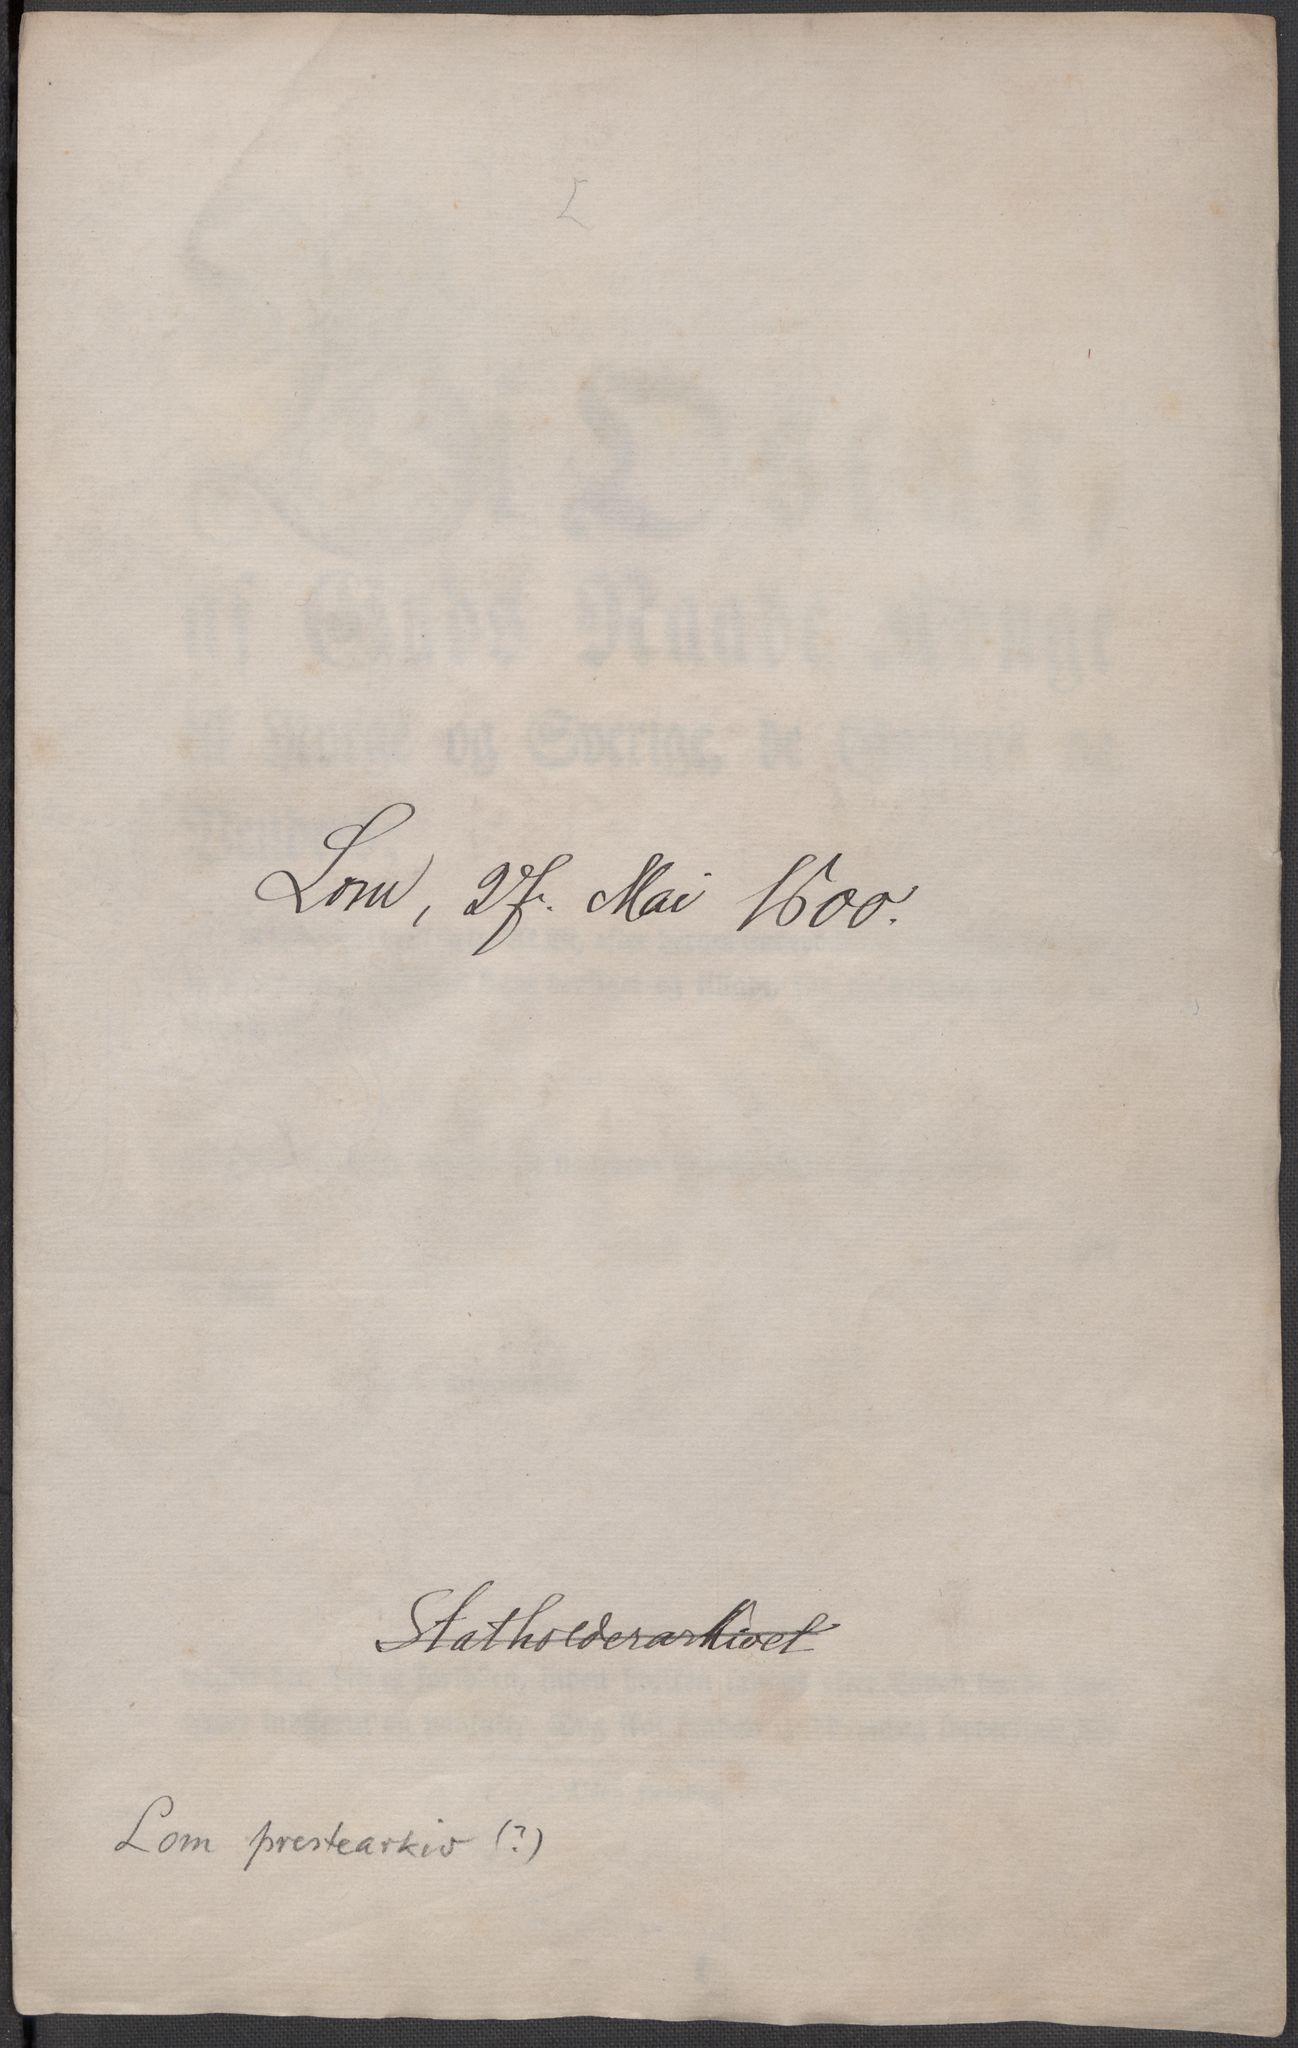 L
Lom, 27. Mai 1600.
Statholderarkivet
Lom prestearkiv (?)